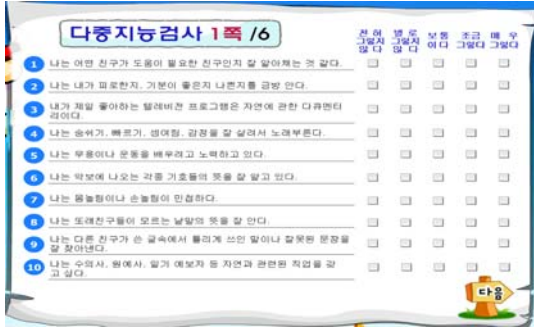 다중지능검사 1쪽 /6
전혀 별로 보통 조금 매우
그렇지 그렇지 이다 그렇다 그렇다
않다 않다
1 나는 어떤 친구가 도움이 필요한 친구인지 잘 알아채는 것 같다.
2 나는 내가 피로한지, 기분이 좋은지 나쁜지를 금방 안다.
3 내가 제일 좋아하는 텔레비전 프로그램은 자연에 관한 다큐멘터
리이다.
4 나는 숨쉬기, 빠르기, 셈여림, 감정을 잘 살려서 노래부른다.
5 나는 무용이나 운동을 배우려고 노력하고 있다.
6 나는 악보에 나오는 각종 기호들의 뜻을 잘 알고 있다.
7 나는 몸놀림이나 손놀림이 민첩하다.
8 나는 또래친구들이 모르는 낱말의 뜻을 잘 안다.
9 나는 다른 친구가 쓴 글속에서 틀리게 쓰인 말이나 잘못된 문장을
잘 찾아낸다.
10 나는 수의사, 원예사, 일기 예보자 등 자연과 관련된 직업을 갖
고 싶다.
다음